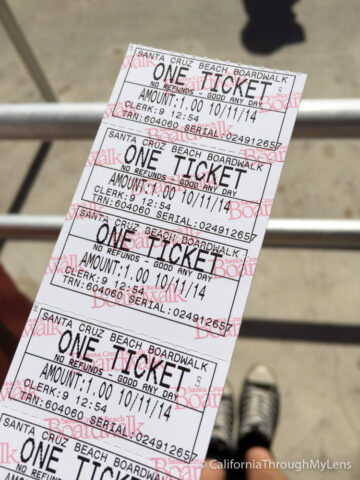 SANTA CRUZ BEACH BOARDWALK
ONE TICKET
NO REFUNDS - GOOD ANY DAY
AMOUNT:1.00 10/11/14
CLERK:9 12:54
TRN:604060 SERIAL:024912657
SANTA CRUZ BEACH BOARDWALK
ONE TICKET
NO REFUNDS - GOOD ANY DAY
AMOUNT:1.00 10/11/14
CLERK:9 12:54
TRN:604060 SERIAL:024912657
SANTA CRUZ BEACH BOARDWALK
ONE TICKET
NO REFUNDS - GOOD ANY DAY
AMOUNT:1.00 10/11/14
CLERK:9 12:54
TRN:604060 SERIAL:02491265
SANTA CRUZ BEACH BOARDWALK
ONE TICKET
NO REFUNDS - GOOD ANY DAY
AMOUNT:1.00 10/11/14
CLERK:9 12:54
TRN:604060 SERIAL:02491265
SANTA CRUZ BEACH BOARDWALK
ONE TICKET
© CaliforniaThroughMyLens.com